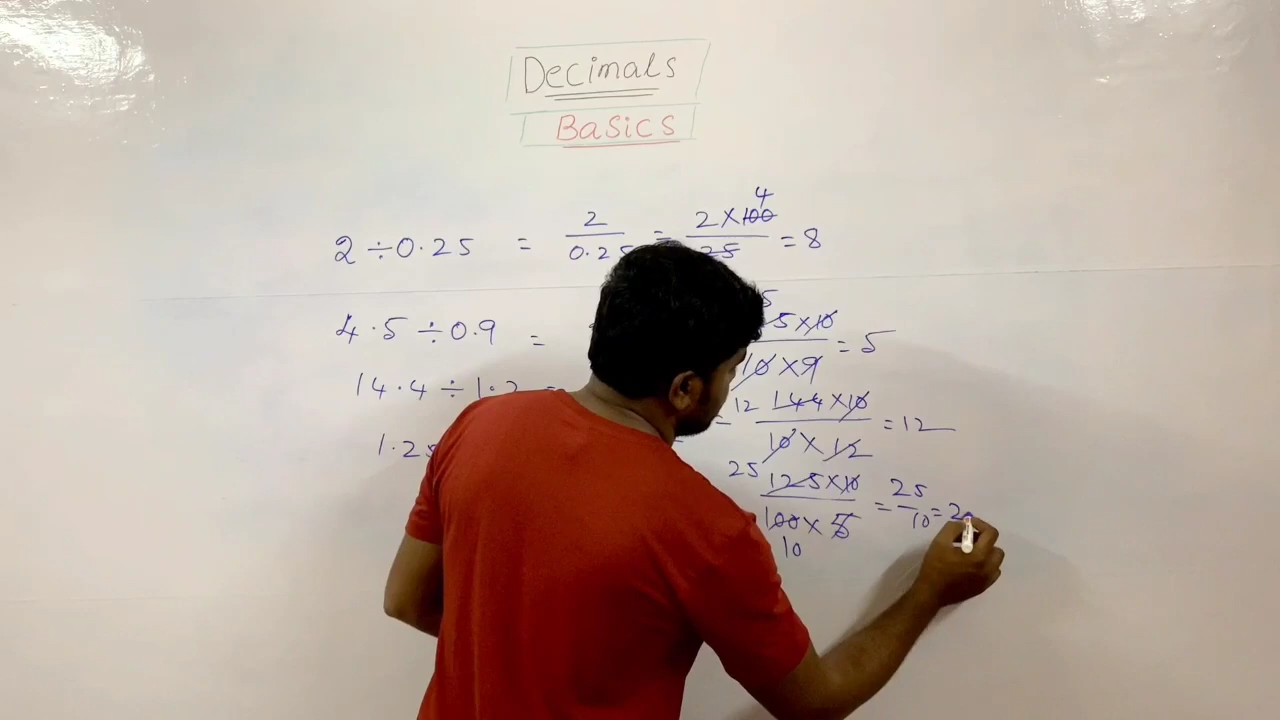 Decimals
Basics
2 ÷ 0.25 = 2 / 0.25 = 2 × 100 / 25 = 8
4
4.5 ÷ 0.9 = 5 × 10 / 10 × 9 = 5
5
14.4 ÷ 1.2 = = 144 × 10 / 10 × 12 = 12
12
1.25 125 × 10 / 100 × 5 = 25 / 10 = 2
25
10